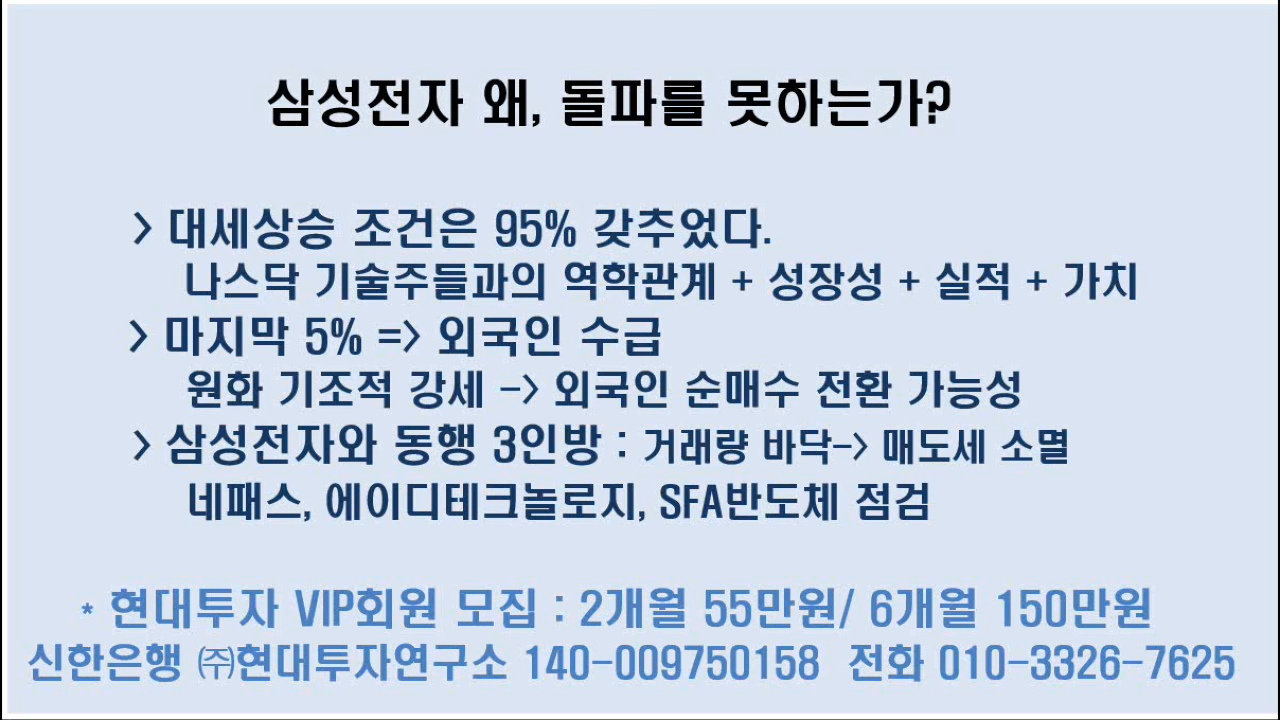 삼성전자 왜, 돌파를 못하는가?
> 대세상승 조건은 95% 갖추었다.
나스닥 기술주들과의 역학관계 + 성장성 + 실적 + 가치
> 마지막 5% => 외국인 수급
원화 기조적 강세 -> 외국인 순매수 전환 가능성
> 삼성전자와 동행 3인방 : 거래량 바닥-> 매도세 소멸
네패스, 에이디테크놀로지, SFA반도체 점검
* 현대투자 VIP회원 모집 : 2개월 55만원/ 6개월 150만원
신한은행 ㈜현대투자연구소 140-009750158 전화 010-3326-7625